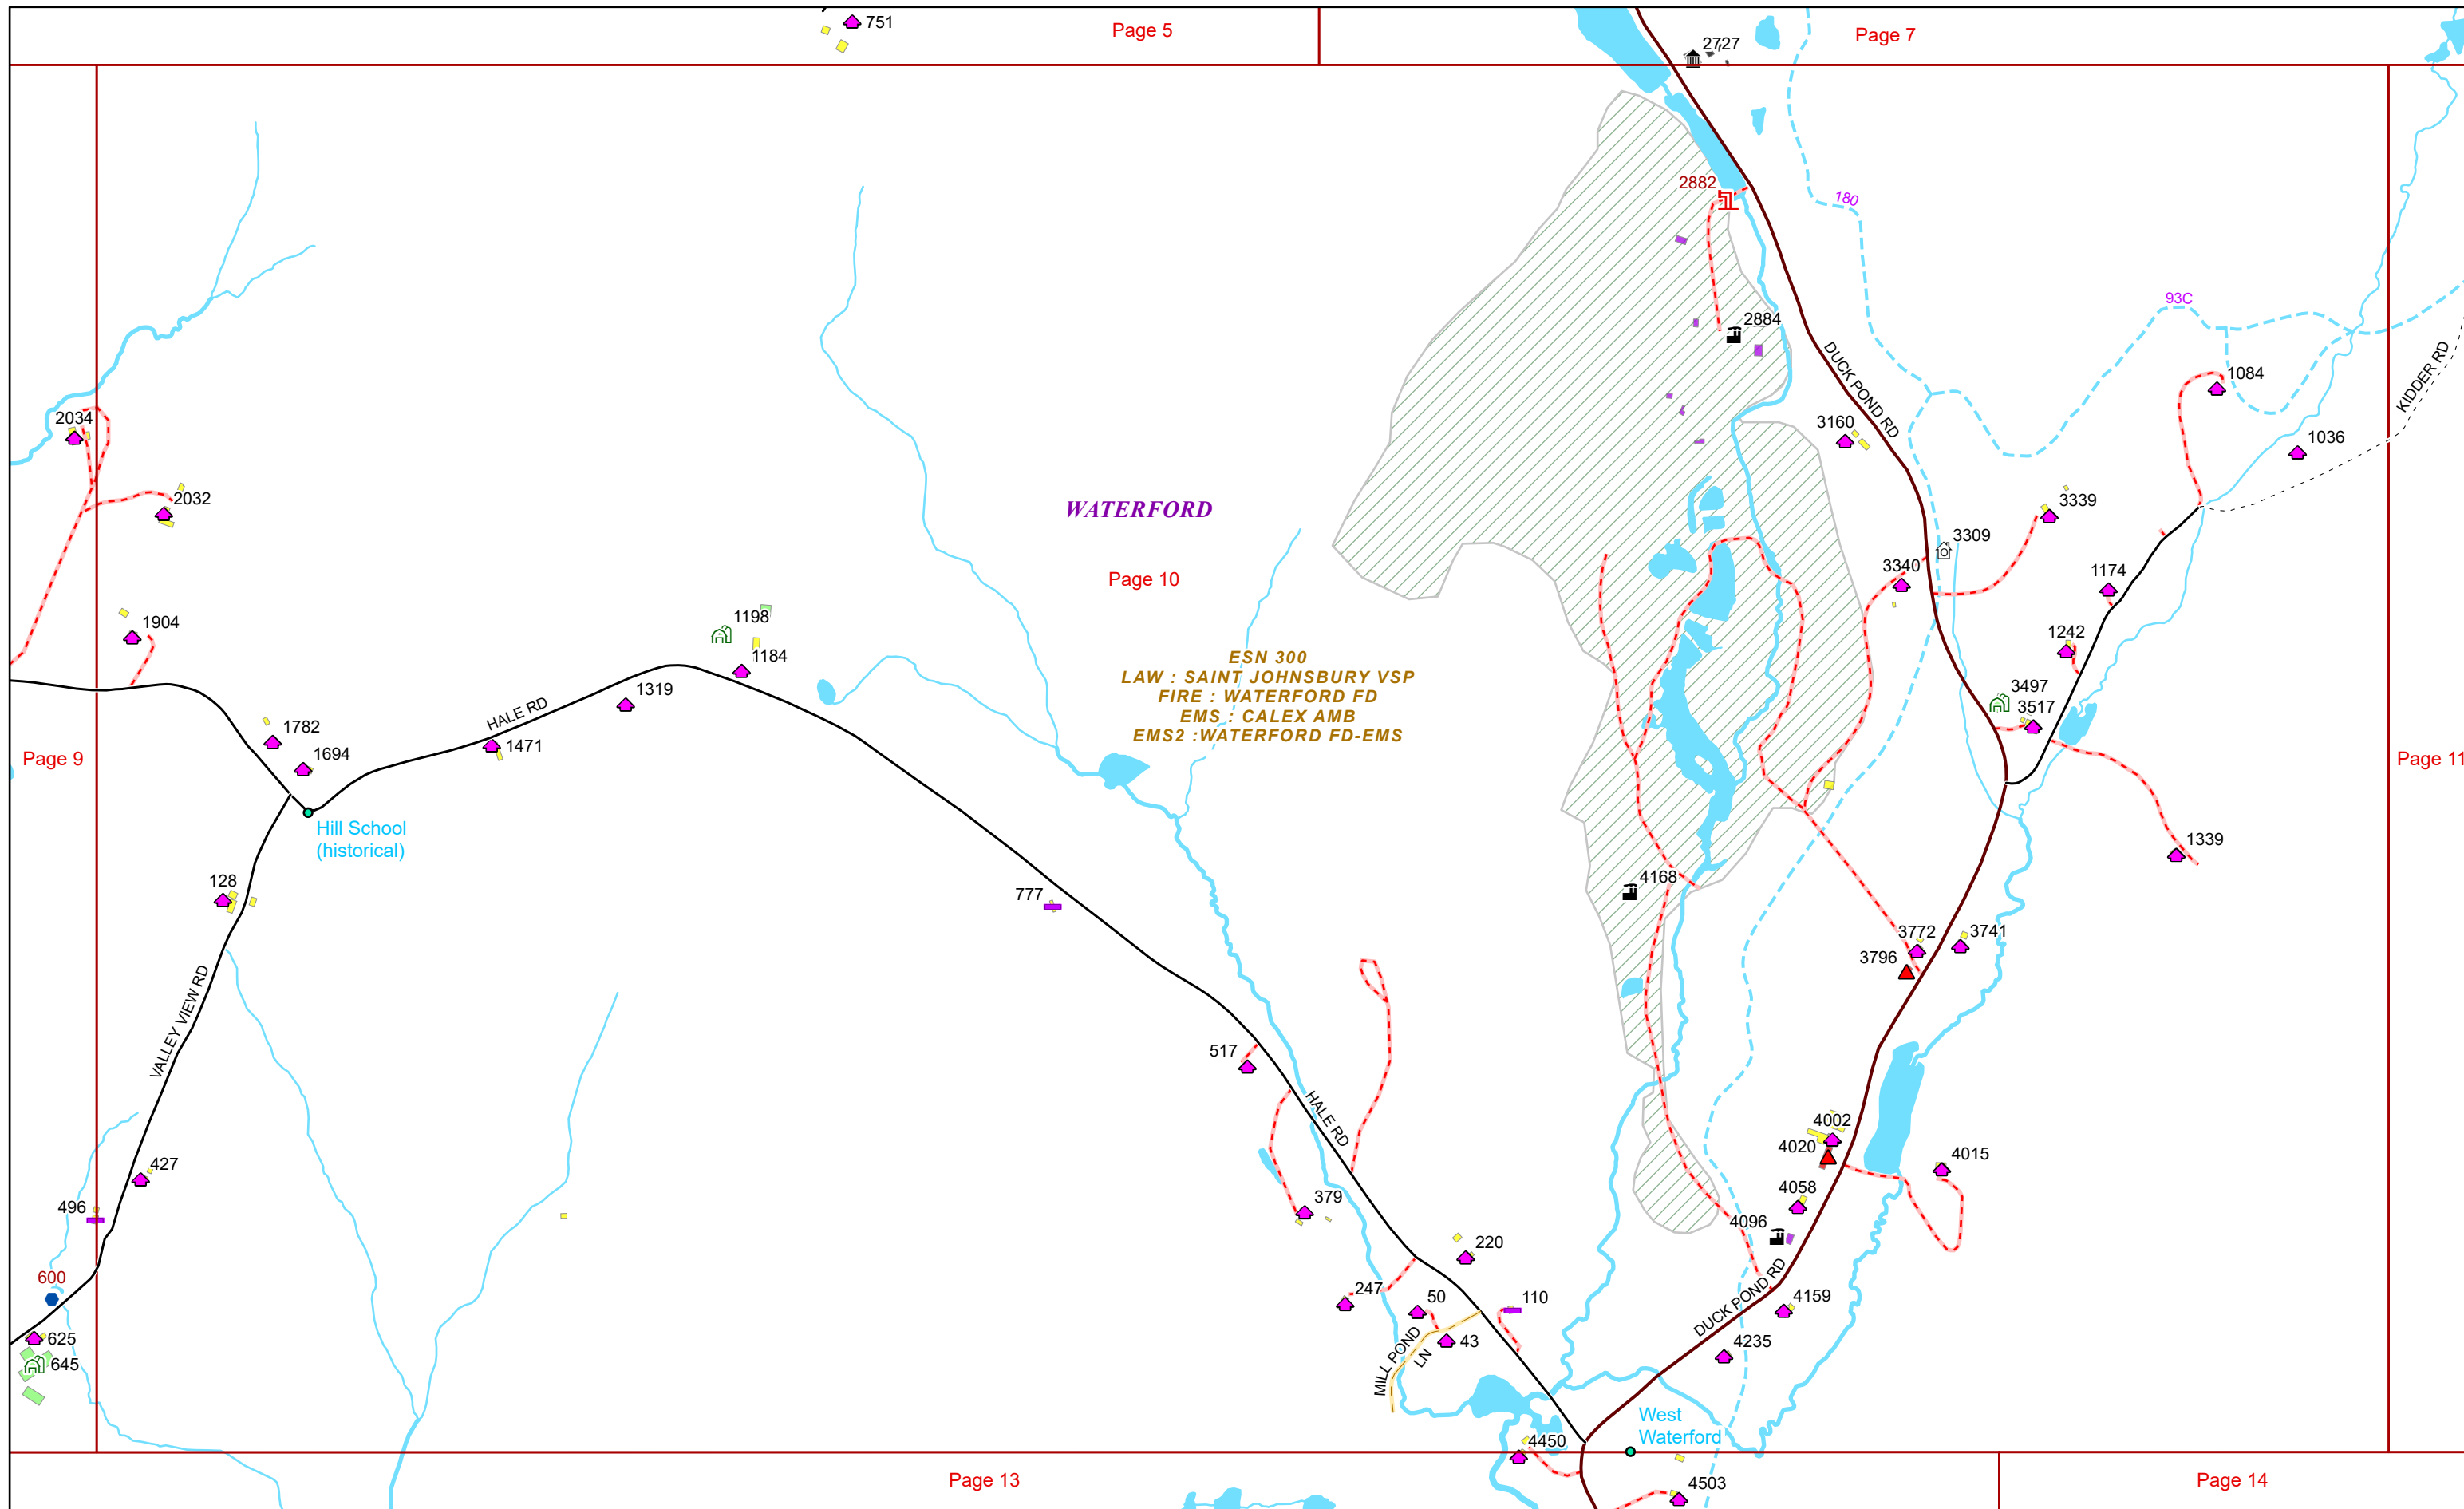 751
Page 5
2727
Page 7
2882
180
93C
2884
DUCK POND RD
KIDDER RD
1084
2034
3160
1036
2032
WATERFORD
3339
3309
Page 10
3340
1174
1904
1198
1242
1184
ESN 300
LAW : SAINT JOHNSBURY VSP
FIRE : WATERFORD FD
EMS : CALEX AMB
EMS2 :WATERFORD FD-EMS
1319
3497
3517
HALE RD
1782
1471
1694
Page 9
Page 11
Hill School
(historical)
1339
128
4168
777
3772
3741
3796
VALLEY VIEW RD
517
HALE RD
4002
4020
4015
427
4058
379
496
4096
220
600
247
50
110
DUCK POND RD
4159
625
43
MILL POND
LN
4235
645
West
Waterford
4450
Page 13
4503
Page 14